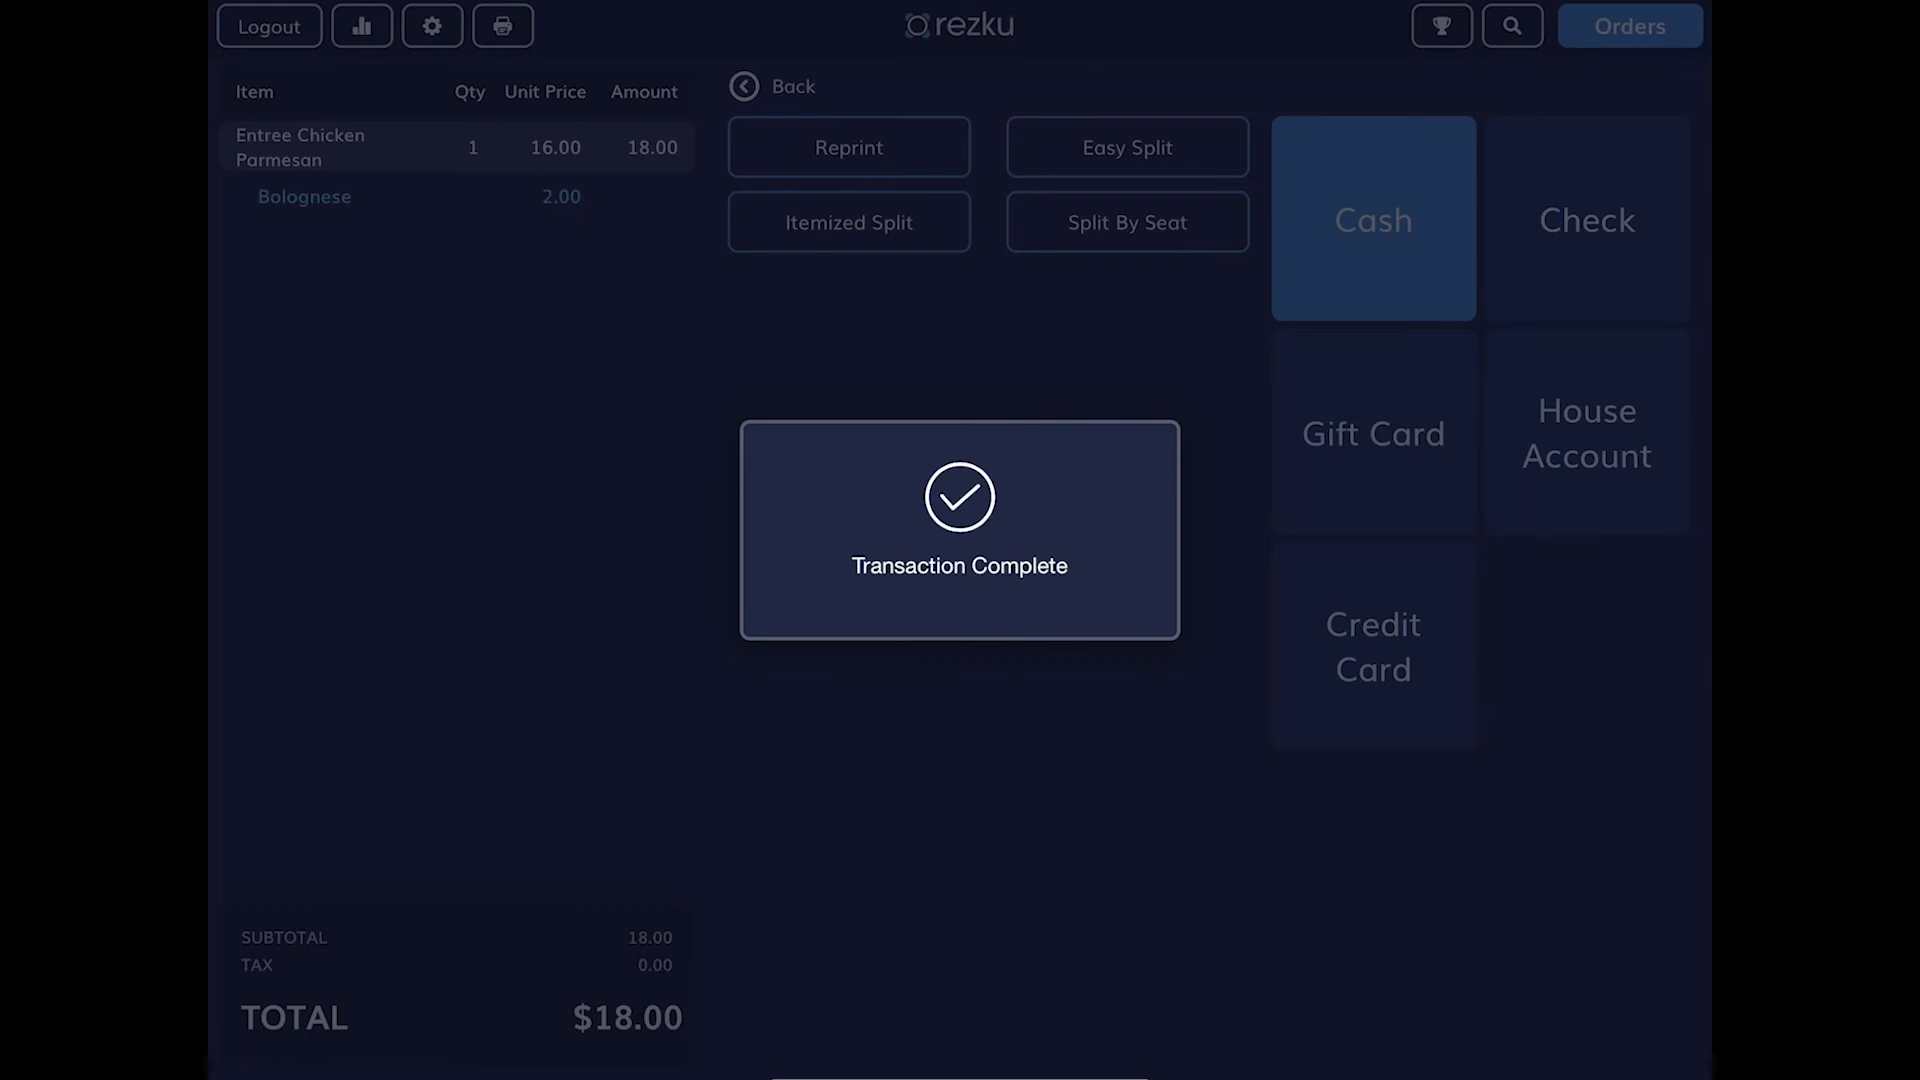 Logout
rezku
Orders
Item Qty Unit Price Amount
Entree Chicken
Parmesan
1 16.00 18.00
Bolognese 2.00
Back
Reprint
Easy Split
Itemized Split
Split By Seat
Cash
Check
Gift Card
House
Account
Credit
Card
Transaction Complete
SUBTOTAL 18.00
TAX 0.00
TOTAL $18.00